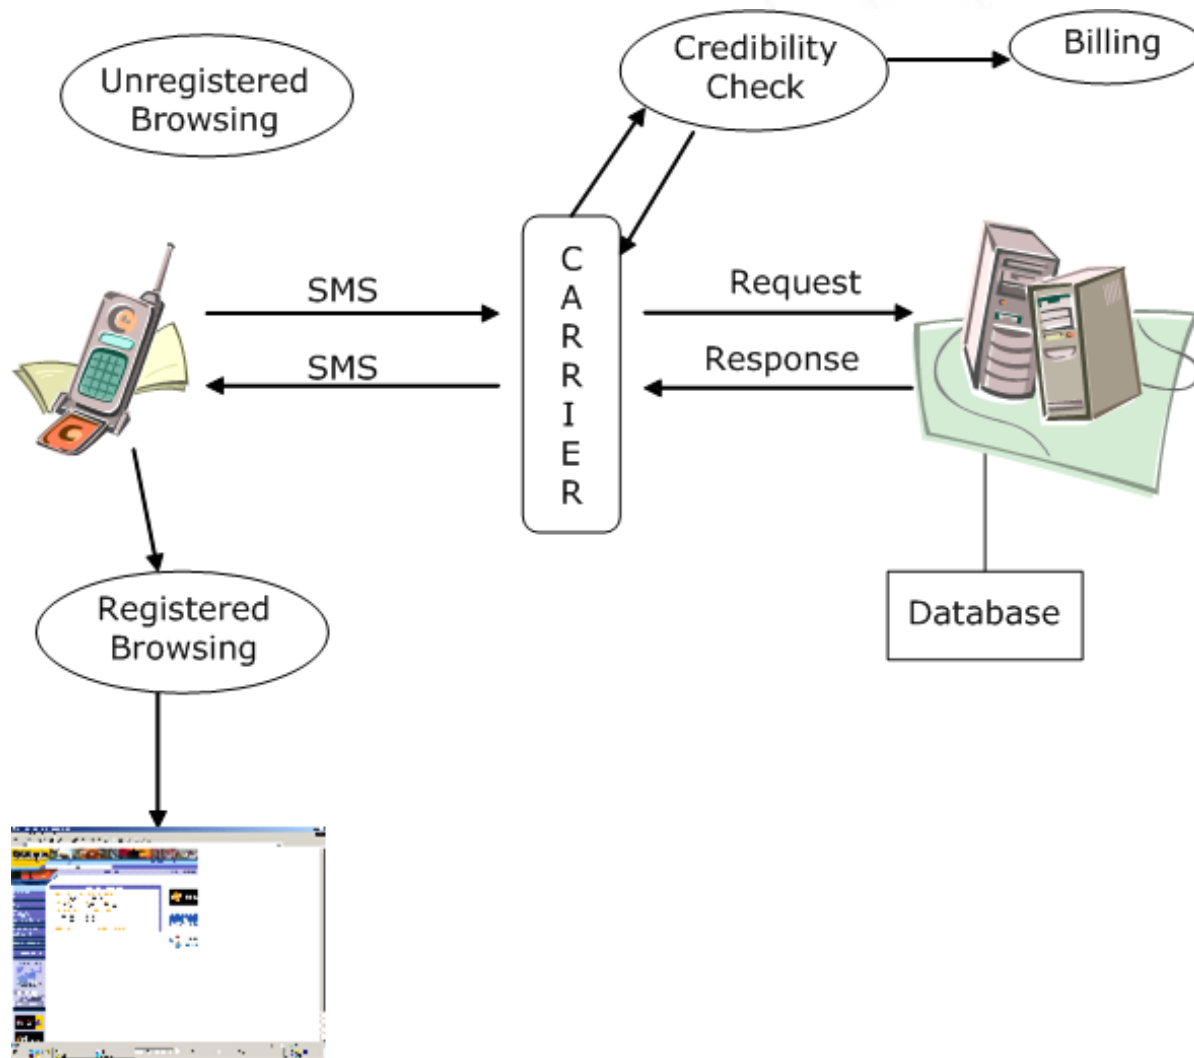 Unregistered
Browsing
Credibility
Check
Billing
SMS
SMS
C
A
R
R
I
E
R
Request
Response
Registered
Browsing
Database